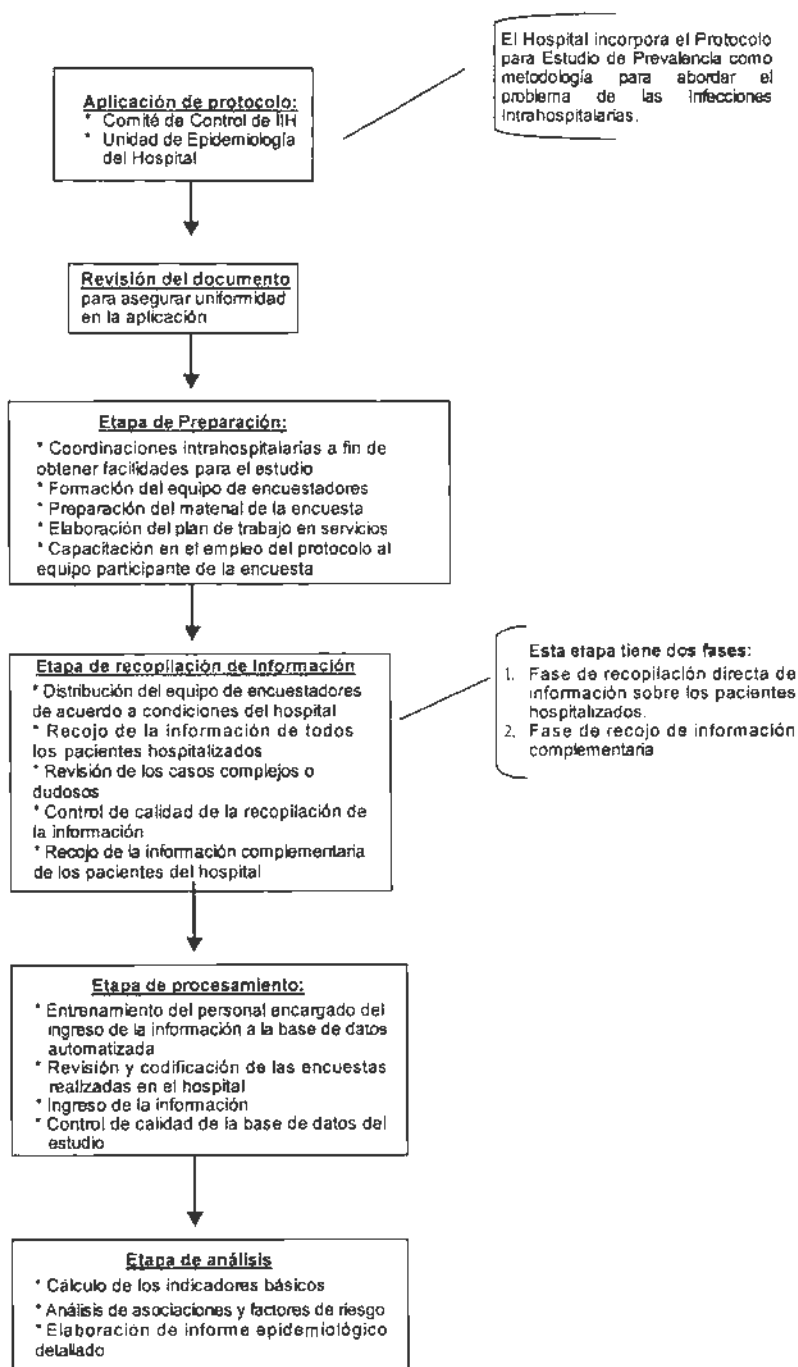 El Hospital incorpora el Protocolo
para Estudio de Prevalencia como
metodología para abordar el
problema de las Infecciones
Intrahospitalarias.
Aplicación de protocolo:
* Comité de Control de IIH
* Unidad de Epidemiología
del Hospital
Revisión del documento
para asegurar uniformidad
en la aplicación
Etapa de Preparación:
* Coordinaciones intrahospitalarias a fin de
obtener facilidades para el estudio
* Formación del equipo de encuestadores
* Preparación del material de la encuesta
* Elaboración del plan de trabajo en servicios
* Capacitación en el empleo del protocolo al
equipo participante de la encuesta
Etapa de recopilación de Información
* Distribución del equipo de encuestadores
de acuerdo a condiciones del hospital
* Recojo de la información de todos
los pacientes hospitalizados
* Revisión de los casos complejos o
dudosos
* Control de calidad de la recopilación de
la información
* Recojo de la información complementaria
de los pacientes del hospital
Esta etapa tiene dos fases:
1. Fase de recopilación directa de
información sobre los pacientes
hospitalizados.
2. Fase de recojo de información
complementaria
Etapa de procesamiento:
* Entrenamiento del personal encargado del
ingreso de la información a la base de datos
automatizada
* Revisión y codificación de las encuestas
realizadas en el hospital
* Ingreso de la información
* Control de calidad de la base de datos del
estudio
Etapa de análisis
* Cálculo de los indicadores básicos
* Análisis de asociaciones y factores de riesgo
* Elaboración de informe epidemiológico
detallado